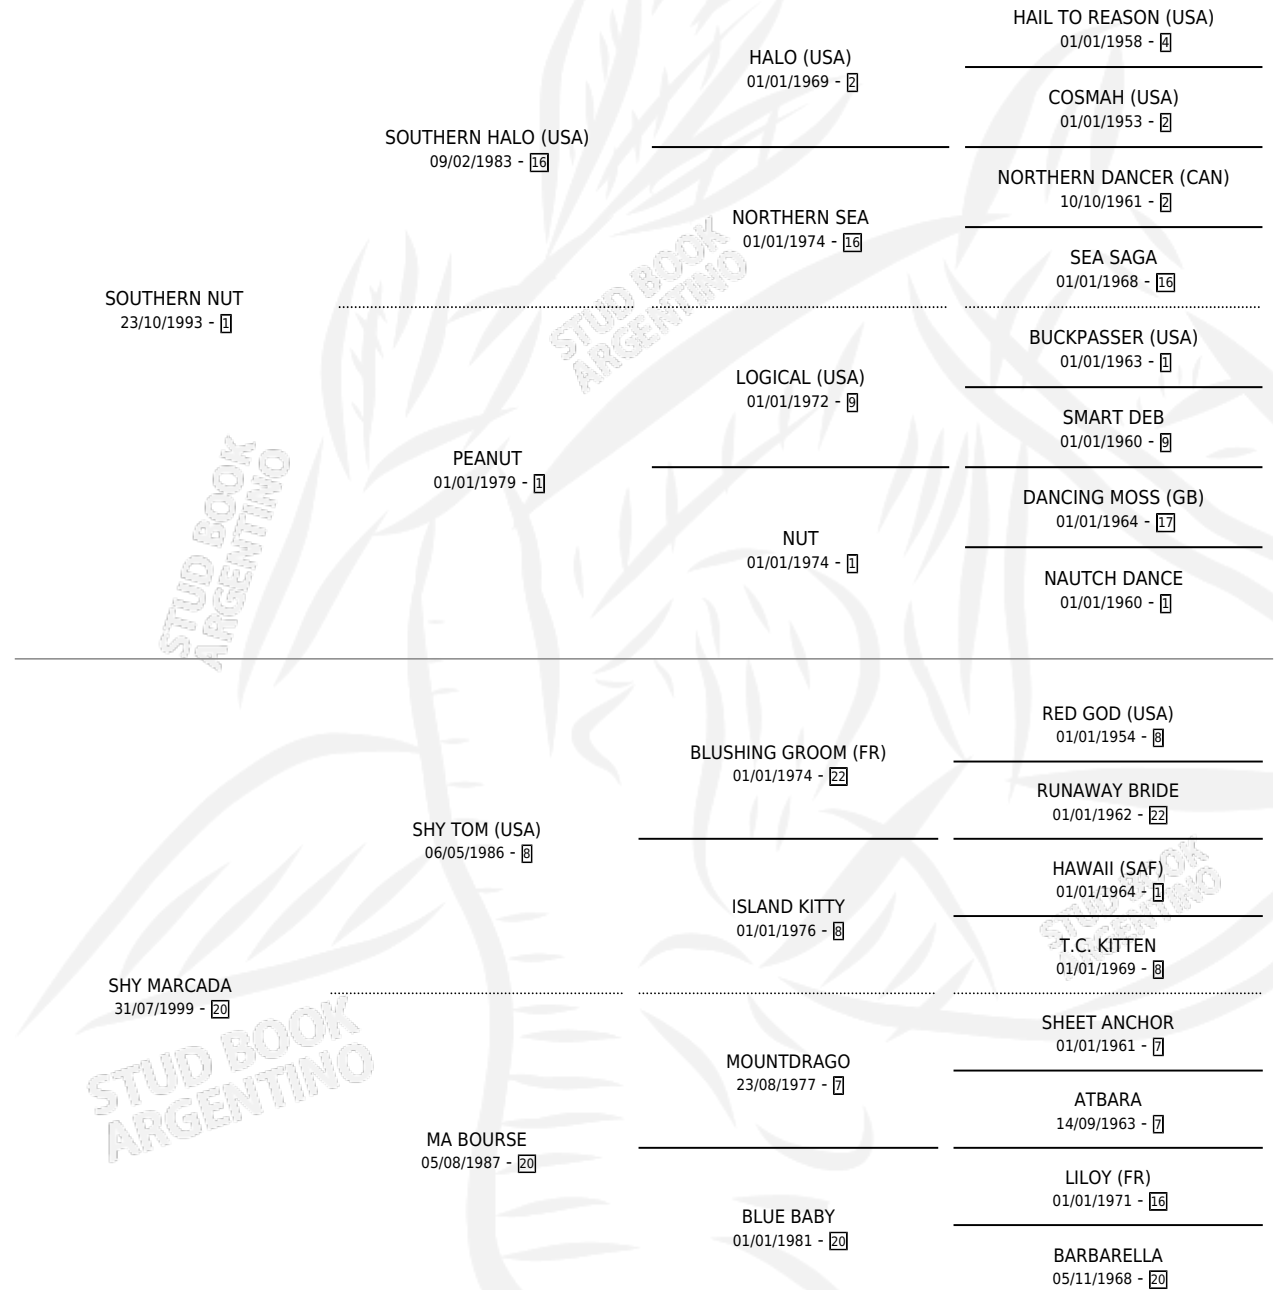 HAIL TO REASON (USA)
01/01/1958 - 4
HALO (USA)
01/01/1969 - 2
COSMAH (USA)
01/01/1953 - 2
SOUTHERN HALO (USA)
09/02/1983 - 16
NORTHERN DANCER (CAN)
10/10/1961 - 2
NORTHERN SEA
01/01/1974 - 16
SEA SAGA
01/01/1968 - 16
SOUTHERN NUT
23/10/1993 - 1
STUD BOOK
ARGENTINO
BUCKPASSER (USA)
01/01/1963 - 1
LOGICAL (USA)
01/01/1972 - 9
SMART DEB
01/01/1960 - 9
PEANUT
01/01/1979 - 1
DANCING MOSS (GB)
01/01/1964 - 17
NUT
01/01/1974 - 1
NAUTCH DANCE
01/01/1960 - 1
STUD BOOK
ARGENTINO
RED GOD (USA)
01/01/1954 - 8
BLUSHING GROOM (FR)
01/01/1974 - 22
RUNAWAY BRIDE
01/01/1962 - 22
SHY TOM (USA)
06/05/1986 - 8
HAWAII (SAF)
01/01/1964 - 1
ISLAND KITTY
01/01/1976 - 8
T.C. KITTEN
01/01/1969 - 8
STUD BOOK
ARGENTINO
SHY MARCADA
31/07/1999 - 20
SHEET ANCHOR
01/01/1961 - 7
MOUNTDRAGO
23/08/1977 - 7
ATBARA
14/09/1963 - 7
STUD BOOK
ARGENTINO
MA BOURSE
05/08/1987 - 20
LILOY (FR)
01/01/1971 - 16
BLUE BABY
01/01/1981 - 20
BARBARELLA
05/11/1968 - 20